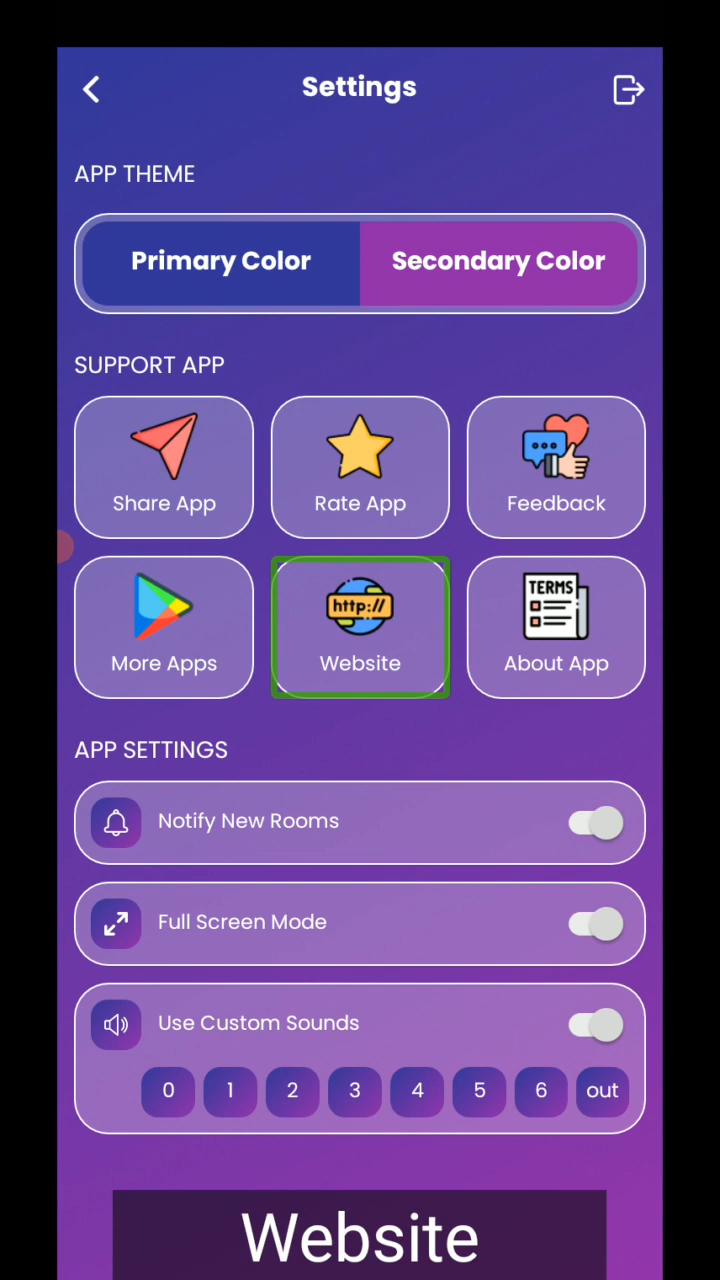 Settings
APP THEME
Primary Color Secondary Color
SUPPORT APP
Share App Rate App Feedback
http://
TERMS
More Apps Website About App
APP SETTINGS
Notify New Rooms
Full Screen Mode
Use Custom Sounds
0 1 2 3 4 5 6 out
Website